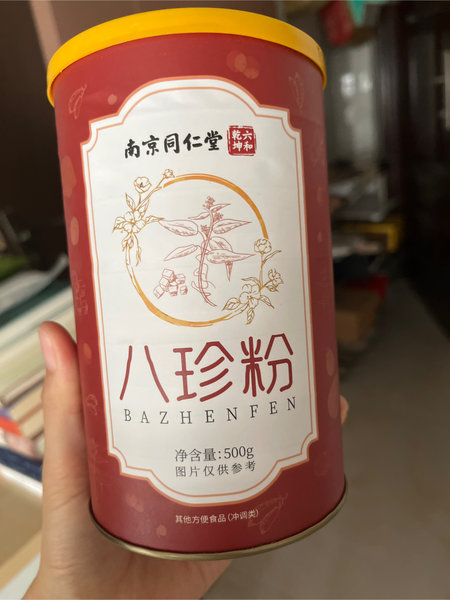 南京同仁堂
乾坤六和
八珍粉
BAZHENFEN
净含量:500g
图片仅供参考
其他方便食品(冲调类)